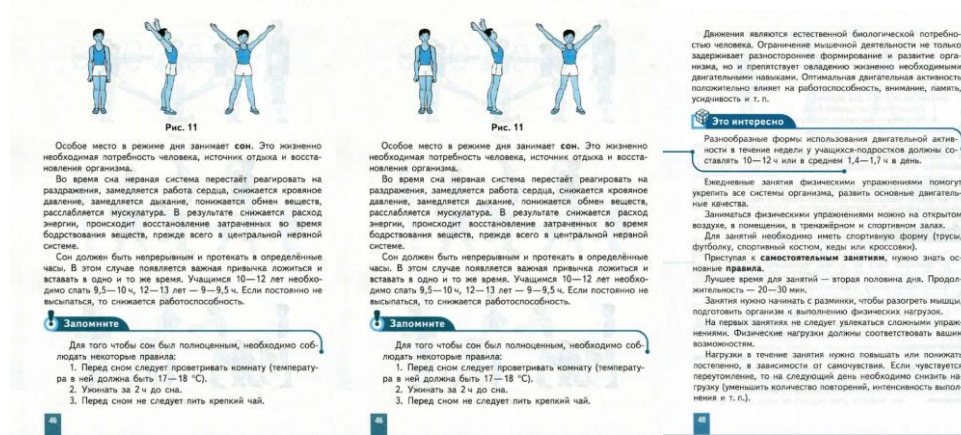 Рис. 11
Особое место в режиме дня занимает сон. Это жизненно
необходимая потребность человека, источник отдыха и восста-
новления организма.
Во время сна нервная система перестаёт реагировать на
раздражения, замедляется работа сердца, снижается кровяное
давление, замедляется дыхание, понижается обмен веществ,
расслабляется мускулатура. В результате снижается расход
энергии, происходит восстановление затраченных во время
бодрствования веществ, прежде всего в центральной нервной
системе.
Сон должен быть непрерывным и протекать в определённые
часы. В этом случае появляется важная привычка ложиться и
вставать в одно и то же время. Учащимся 10—12 лет необхо-
димо спать 9,5—10 ч, 12—13 лет — 9—9,5 ч. Если постоянно не
высыпаться, то снижается работоспособность.
Запомните
Для того чтобы сон был полноценным, необходимо соб-
людать некоторые правила:
1. Перед сном следует проветривать комнату (температу-
ра в ней должна быть 17—18 °С).
2. Ужинать за 2 ч до сна.
3. Перед сном не следует пить крепкий чай.
46
Рис. 11
Особое место в режиме дня занимает сон. Это жизненно
необходимая потребность человека, источник отдыха и восста-
новления организма.
Во время сна нервная система перестаёт реагировать на
раздражения, замедляется работа сердца, снижается кровяное
давление, замедляется дыхание, понижается обмен веществ,
расслабляется мускулатура. В результате снижается расход
энергии, происходит восстановление затраченных во время
бодрствования веществ, прежде всего в центральной нервной
системе.
Сон должен быть непрерывным и протекать в определённые
часы. В этом случае появляется важная привычка ложиться и
вставать в одно и то же время. Учащимся 10—12 лет необхо-
димо спать 9,5—10 ч, 12—13 лет — 9—9,5 ч. Если постоянно не
высыпаться, то снижается работоспособность.
Запомните
Для того чтобы сон был полноценным, необходимо соб-
людать некоторые правила:
1. Перед сном следует проветривать комнату (температу-
ра в ней должна быть 17—18 °С).
2. Ужинать за 2 ч до сна.
3. Перед сном не следует пить крепкий чай.
46
Движения являются естественной биологической потребно-
стью человека. Ограничение мышечной деятельности не только
задерживает разностороннее формирование и развитие орга-
низма, но и препятствует овладению жизненно необходимыми
двигательными навыками. Оптимальная двигательная активность
положительно влияет на работоспособность, внимание, память,
усидчивость и т. п.
Это интересно
Разнообразные формы использования двигательной актив-
ности в течение недели у учащихся-подростков должны со-
ставлять 10—12 ч или в среднем 1,4—1,7 ч в день.
Ежедневные занятия физическими упражнениями помогут
укрепить все системы организма, развить основные двигатель-
ные качества.
Заниматься физическими упражнениями можно на открытом
воздухе, в помещении, в тренажёрном и спортивном залах.
Для занятий необходимо иметь спортивную форму (трусы,
футболку, спортивный костюм, кеды или кроссовки).
Приступая к самостоятельным занятиям, нужно знать ос-
новные правила.
Лучшее время для занятий — вторая половина дня. Продол-
жительность — 20—30 мин.
Занятия нужно начинать с разминки, чтобы разогреть мышцы,
подготовить организм к выполнению физических нагрузок.
На первых занятиях не следует увлекаться сложными упраж-
нениями. Физические нагрузки должны соответствовать вашим
возможностям.
Нагрузки в течение занятия нужно повышать или понижать
постепенно, в зависимости от самочувствия. Если чувствуется
переутомление, то на следующий день необходимо снизить на-
грузку (уменьшить количество повторений, интенсивность выпол-
нения и т. п.).
48